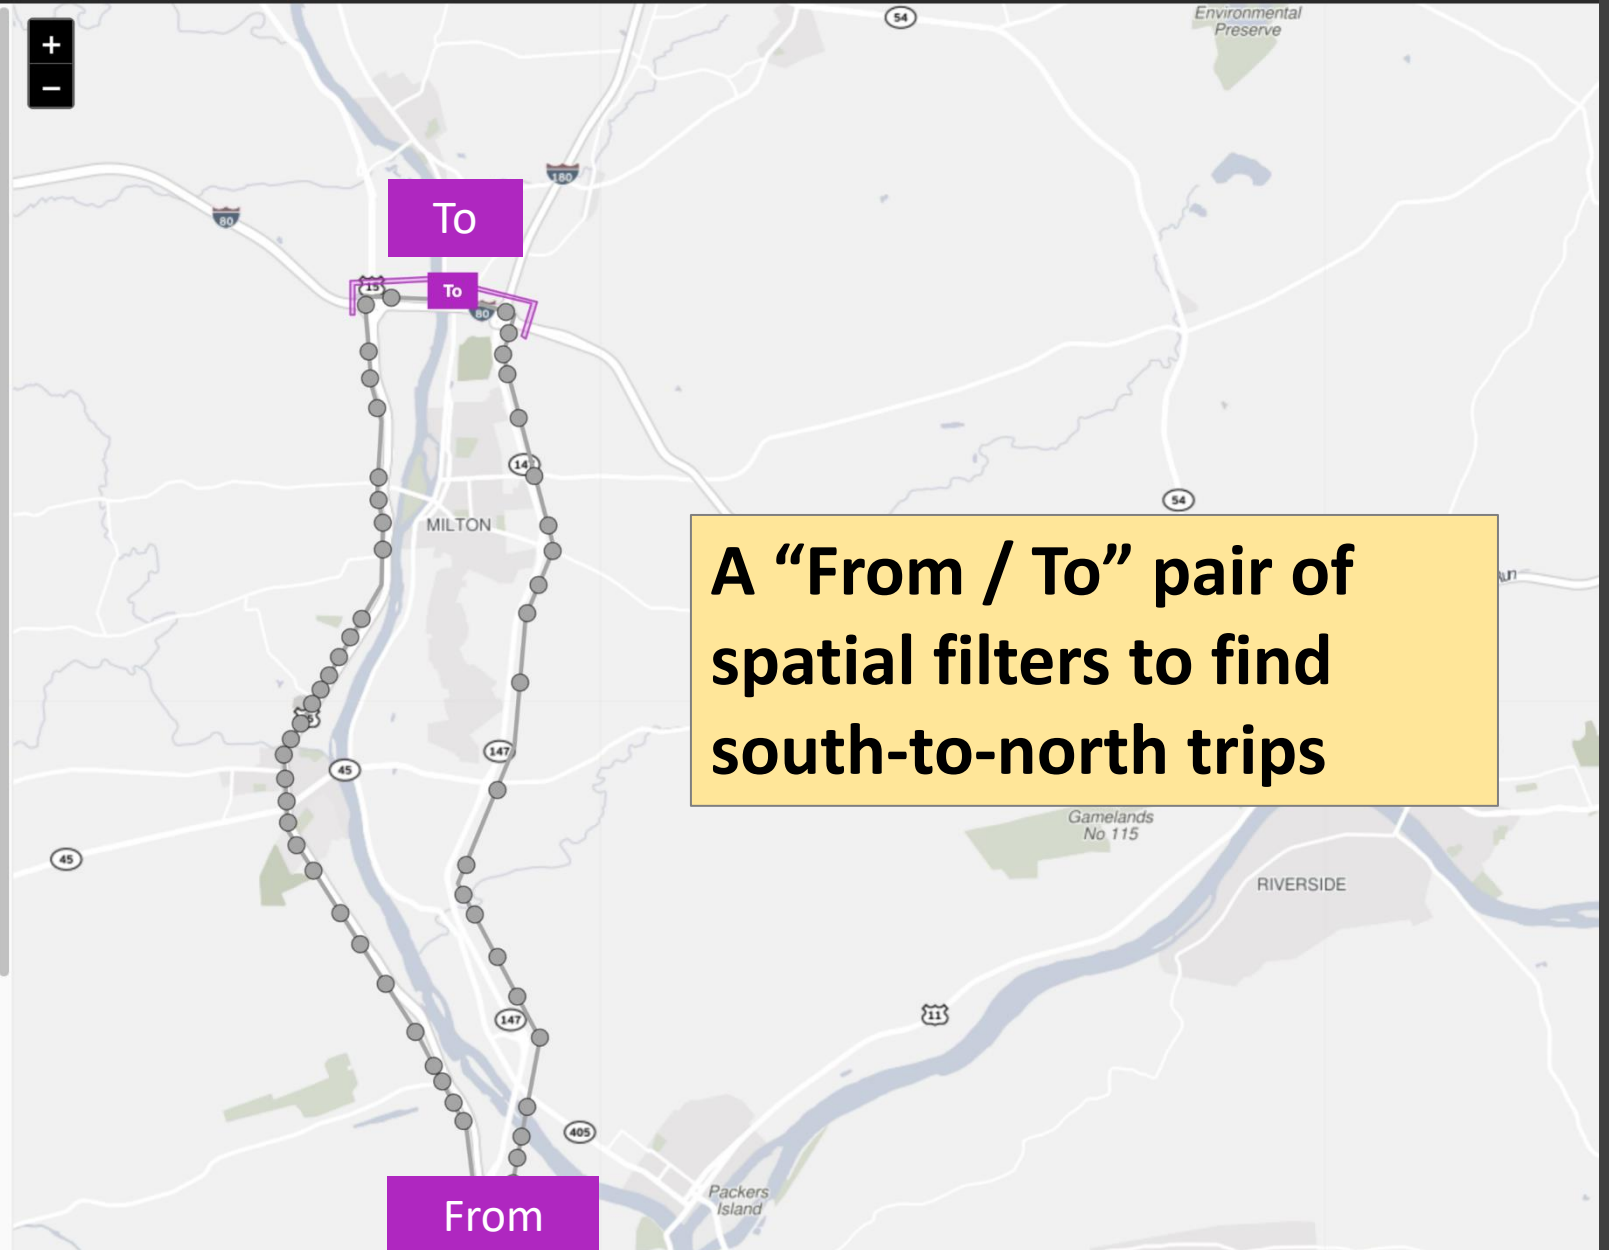 +
−
54
Environmental
Preserve
180
80
To
15
To
80
14
54
MILTON
A “From / To” pair of
spatial filters to find
south-to-north trips
147
45
Gamelands
No 115
45
RIVERSIDE
11
147
405
Packers
Island
From